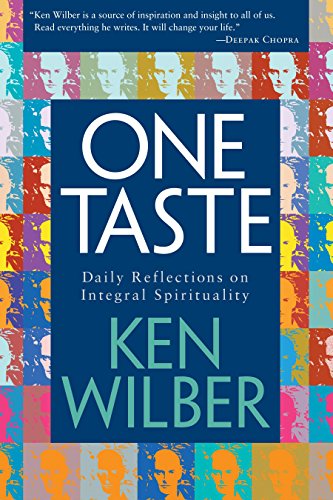 “Ken Wilber is a source of inspiration and insight to all of us.
Read everything he writes. It will change your life.”
—Deepak Chopra
ONE
TASTE
Daily Reflections on
Integral Spirituality
KEN
WILBER